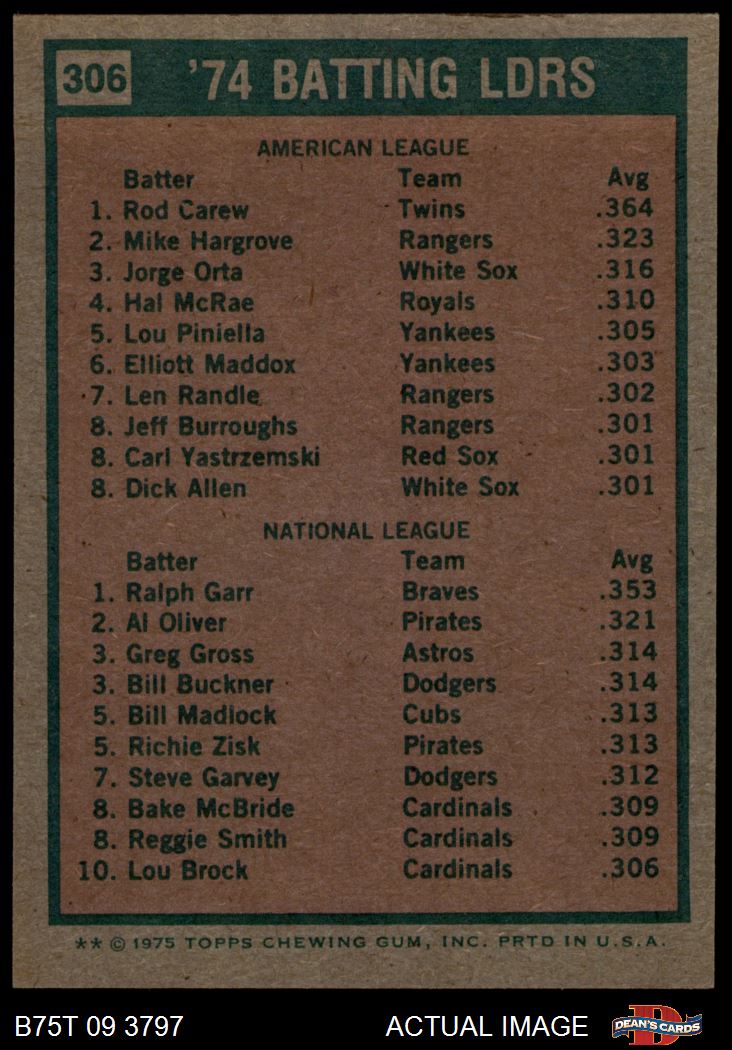 306 '74 BATTING LDRS
AMERICAN LEAGUE
Batter Team Avg
1. Rod Carew Twins .364
2. Mike Hargrove Rangers .323
3. Jorge Orta White Sox .316
4. Hal McRae Royals .310
5. Lou Piniella Yankees .305
6. Elliott Maddox Yankees .303
7. Len Randle Rangers .302
8. Jeff Burroughs Rangers .301
8. Carl Yastrzemski Red Sox .301
8. Dick Allen White Sox .301
NATIONAL LEAGUE
Batter Team Avg
1. Ralph Garr Braves .353
2. Al Oliver Pirates .321
3. Greg Gross Astros .314
3. Bill Buckner Dodgers .314
5. Bill Madlock Cubs .313
5. Richie Zisk Pirates .313
7. Steve Garvey Dodgers .312
8. Bake McBride Cardinals .309
8. Reggie Smith Cardinals .309
10. Lou Brock Cardinals .306
** © 1975 TOPPS CHEWING GUM, INC. PRTD IN U.S.A.
B75T 09 3797 ACTUAL IMAGE D DEAN'S CARDS